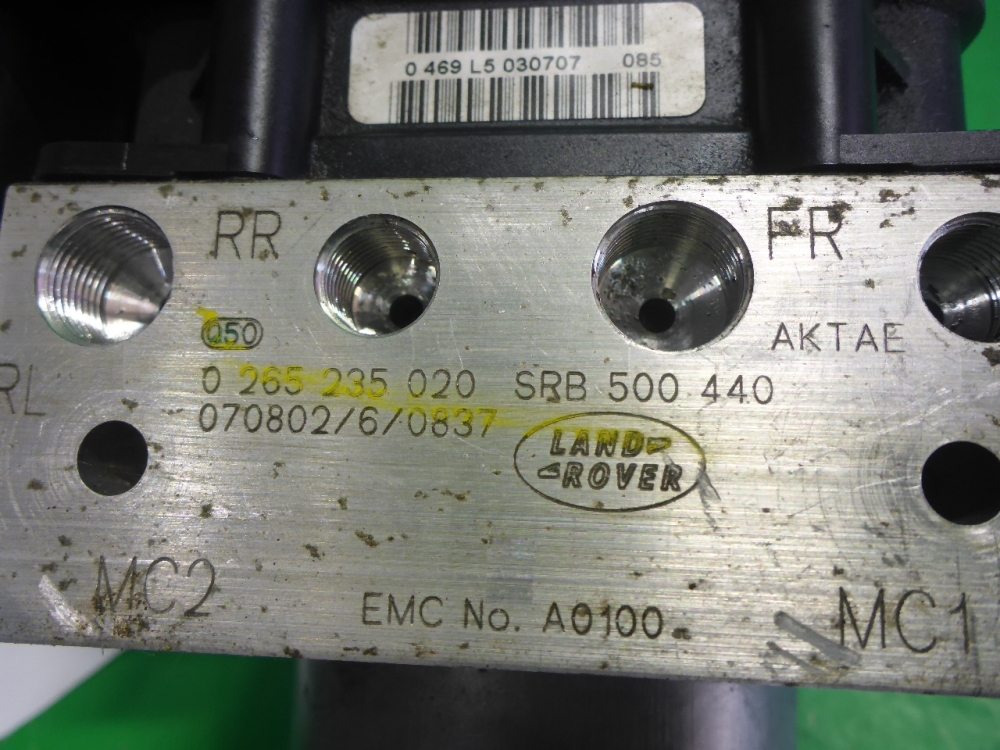 0 469 L5 030707 085
RR FR
Q50
AKTAE
RL
0 265 235 020 SRB 500 440
070802/6/0837
LAND
ROVER
MC2 MC1
EMC No. A0100